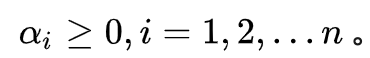 αᵢ ≥ 0, i = 1, 2, … n 。